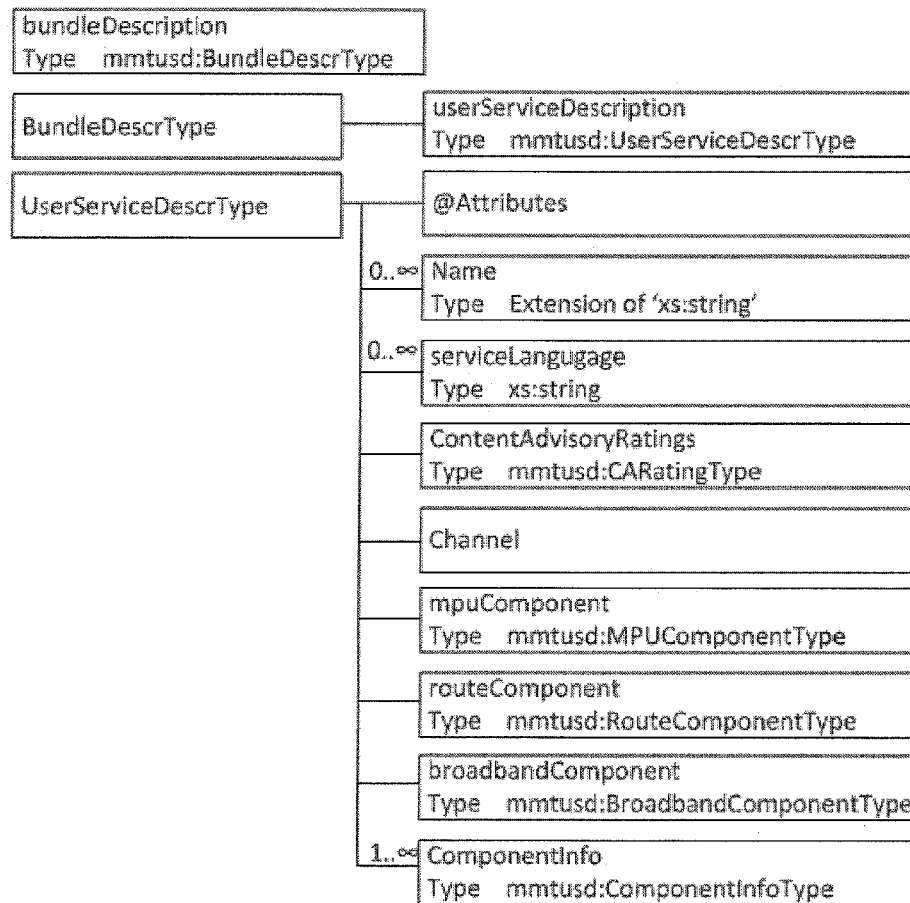 bundleDescription
Type mmtusd:BundleDescrType
BundleDescrType
userServiceDescription
Type mmtusd:UserServiceDescrType
UserServiceDescrType
@Attributes
0..∞
Name
Type Extension of ‘xs:string’
0..∞
serviceLangugage
Type xs:string
ContentAdvisoryRatings
Type mmtusd:CARatingType
Channel
mpuComponent
Type mmtusd:MPUComponentType
routeComponent
Type mmtusd:RouteComponentType
broadbandComponent
Type mmtusd:BroadbandComponentType
1..∞
ComponentInfo
Type mmtusd:ComponentInfoType